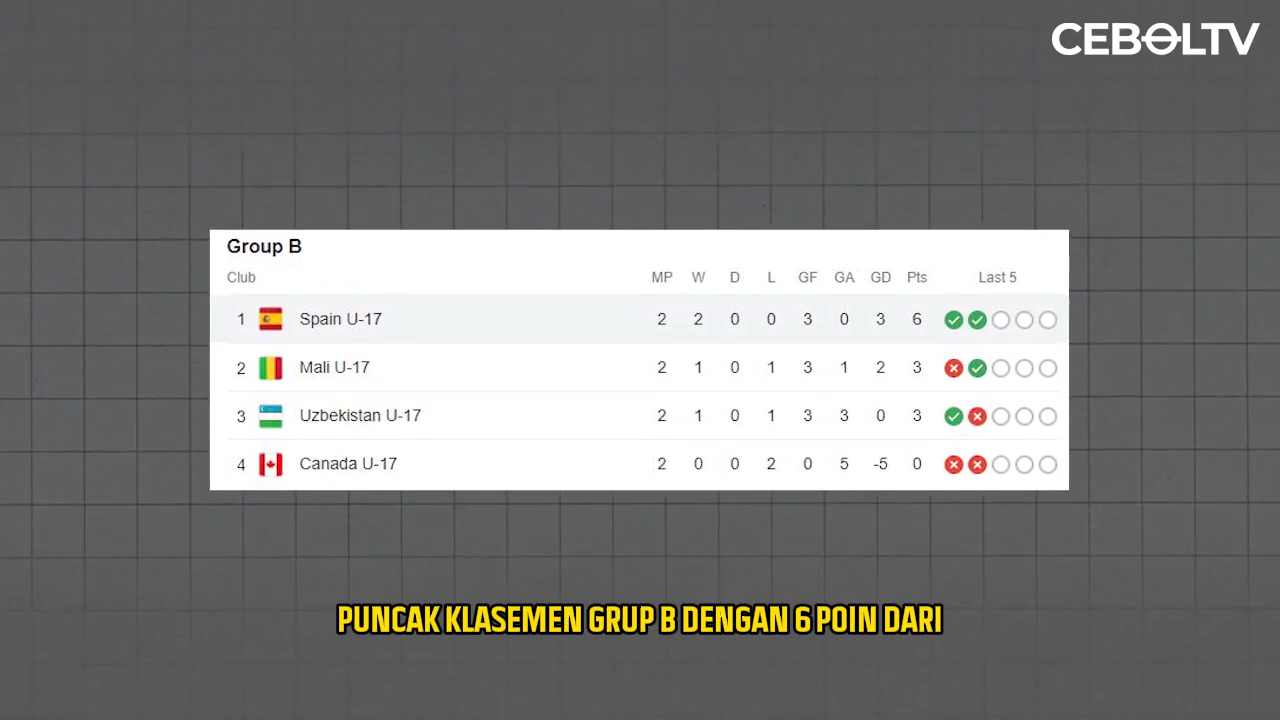 CEBOLTV
Group B
Club MP W D L GF GA GD Pts Last 5
1 Spain U-17 2 2 0 0 3 0 3 6
2 Mali U-17 2 1 0 1 3 1 2 3
3 Uzbekistan U-17 2 1 0 1 3 3 0 3
4 Canada U-17 2 0 0 2 0 5 -5 0
PUNCAK KLASEMEN GRUP B DENGAN 6 POIN DARI